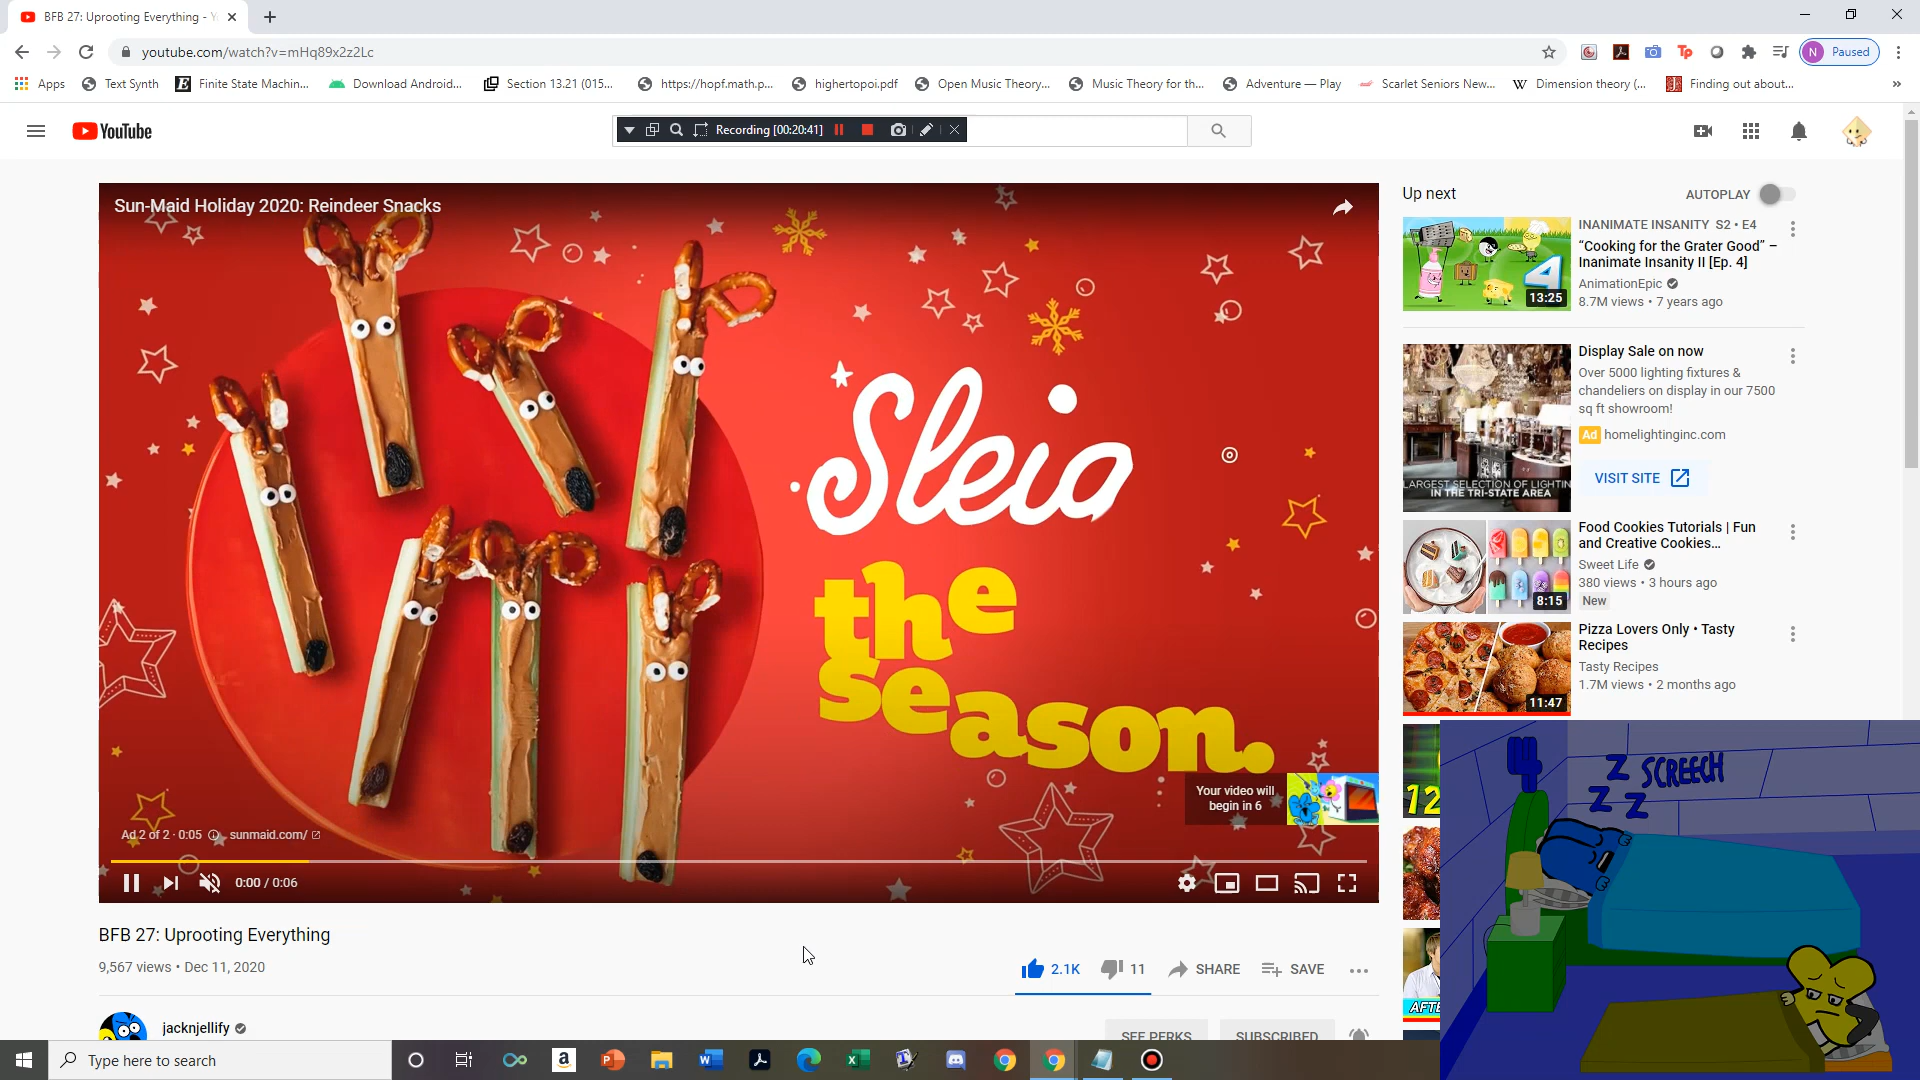 BFB 27: Uprooting Everything - Y
youtube.com/watch?v=mHq89x2z2Lc
N Paused
Apps Text Synth Finite State Machin... Download Android... Section 13.21 (015... https://hopf.math.p... highertopoi.pdf Open Music Theory... Music Theory for th... Adventure — Play Scarlet Seniors New... Dimension theory (... Finding out about... »
YouTube
Recording [00:20:41]
Sun-Maid Holiday 2020: Reindeer Snacks
Sleig
the
season.
Your video will
begin in 6
Ad 2 of 2 · 0:05 sunmaid.com/
0:00 / 0:06
BFB 27: Uprooting Everything
9,567 views • Dec 11, 2020
2.1K 11 SHARE SAVE
jacknjellify
SEE PERKS SUBSCRIBED
Up next AUTOPLAY
INANIMATE INSANITY S2 • E4
“Cooking for the Grater Good” –
Inanimate Insanity II [Ep. 4]
AnimationEpic
8.7M views • 7 years ago
4
13:25
Display Sale on now
Over 5000 lighting fixtures &
chandeliers on display in our 7500
sq ft showroom!
Ad homelightinginc.com
VISIT SITE
LARGEST SELECTION OF LIGHTIN
IN THE TRI-STATE AREA
Food Cookies Tutorials | Fun
and Creative Cookies...
Sweet Life
380 views • 3 hours ago
New
8:15
Pizza Lovers Only • Tasty
Recipes
Tasty Recipes
1.7M views • 2 months ago
11:47
12
AFTE
Z SCREECH
Z Z
Type here to search